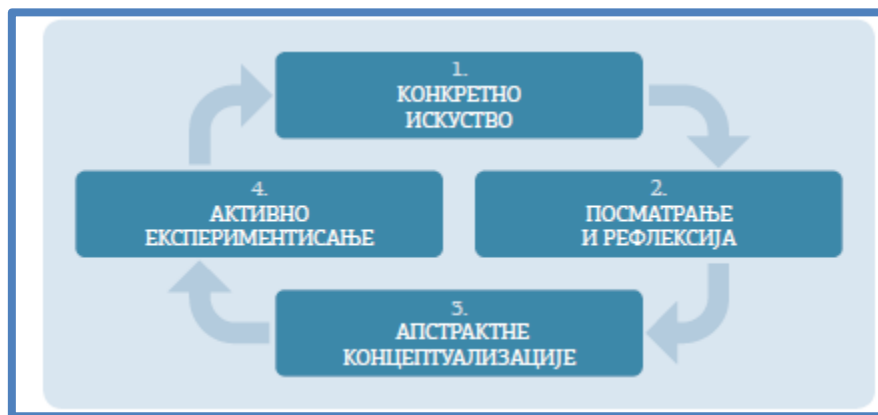 1.
КОНКРЕТНО
ИСКУСТВО
2.
ПОСМАТРАЊЕ
И РЕФЛЕКСИЈА
3.
АПСТРАКТНЕ
КОНЦЕПТУАЛИЗАЦИЈЕ
4.
АКТИВНО
ЕКСПЕРИМЕНТИСАЊЕ